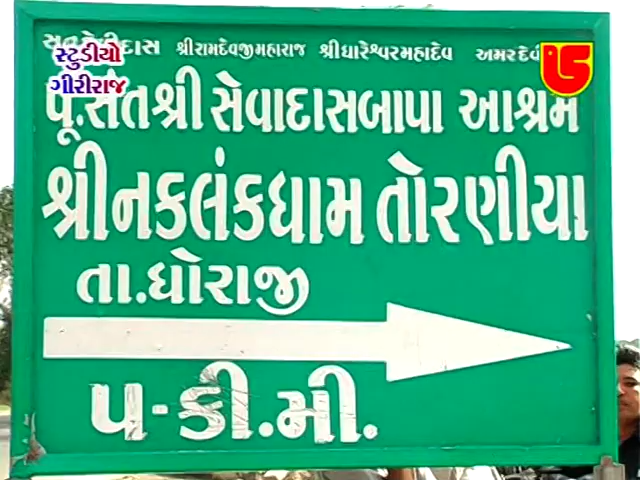 શ્રીરામદેવજીમહારાજ શ્રીધારેશ્વરમહાદેવ
સ્ટુડીયો
ગીરીરાજ
પૂ.સંતશ્રી સેવાદાસબાપા આશ્રમ
શ્રીનકલંકધામ તોરણીયા
તા.ધોરાજી
૫-કી.મી.